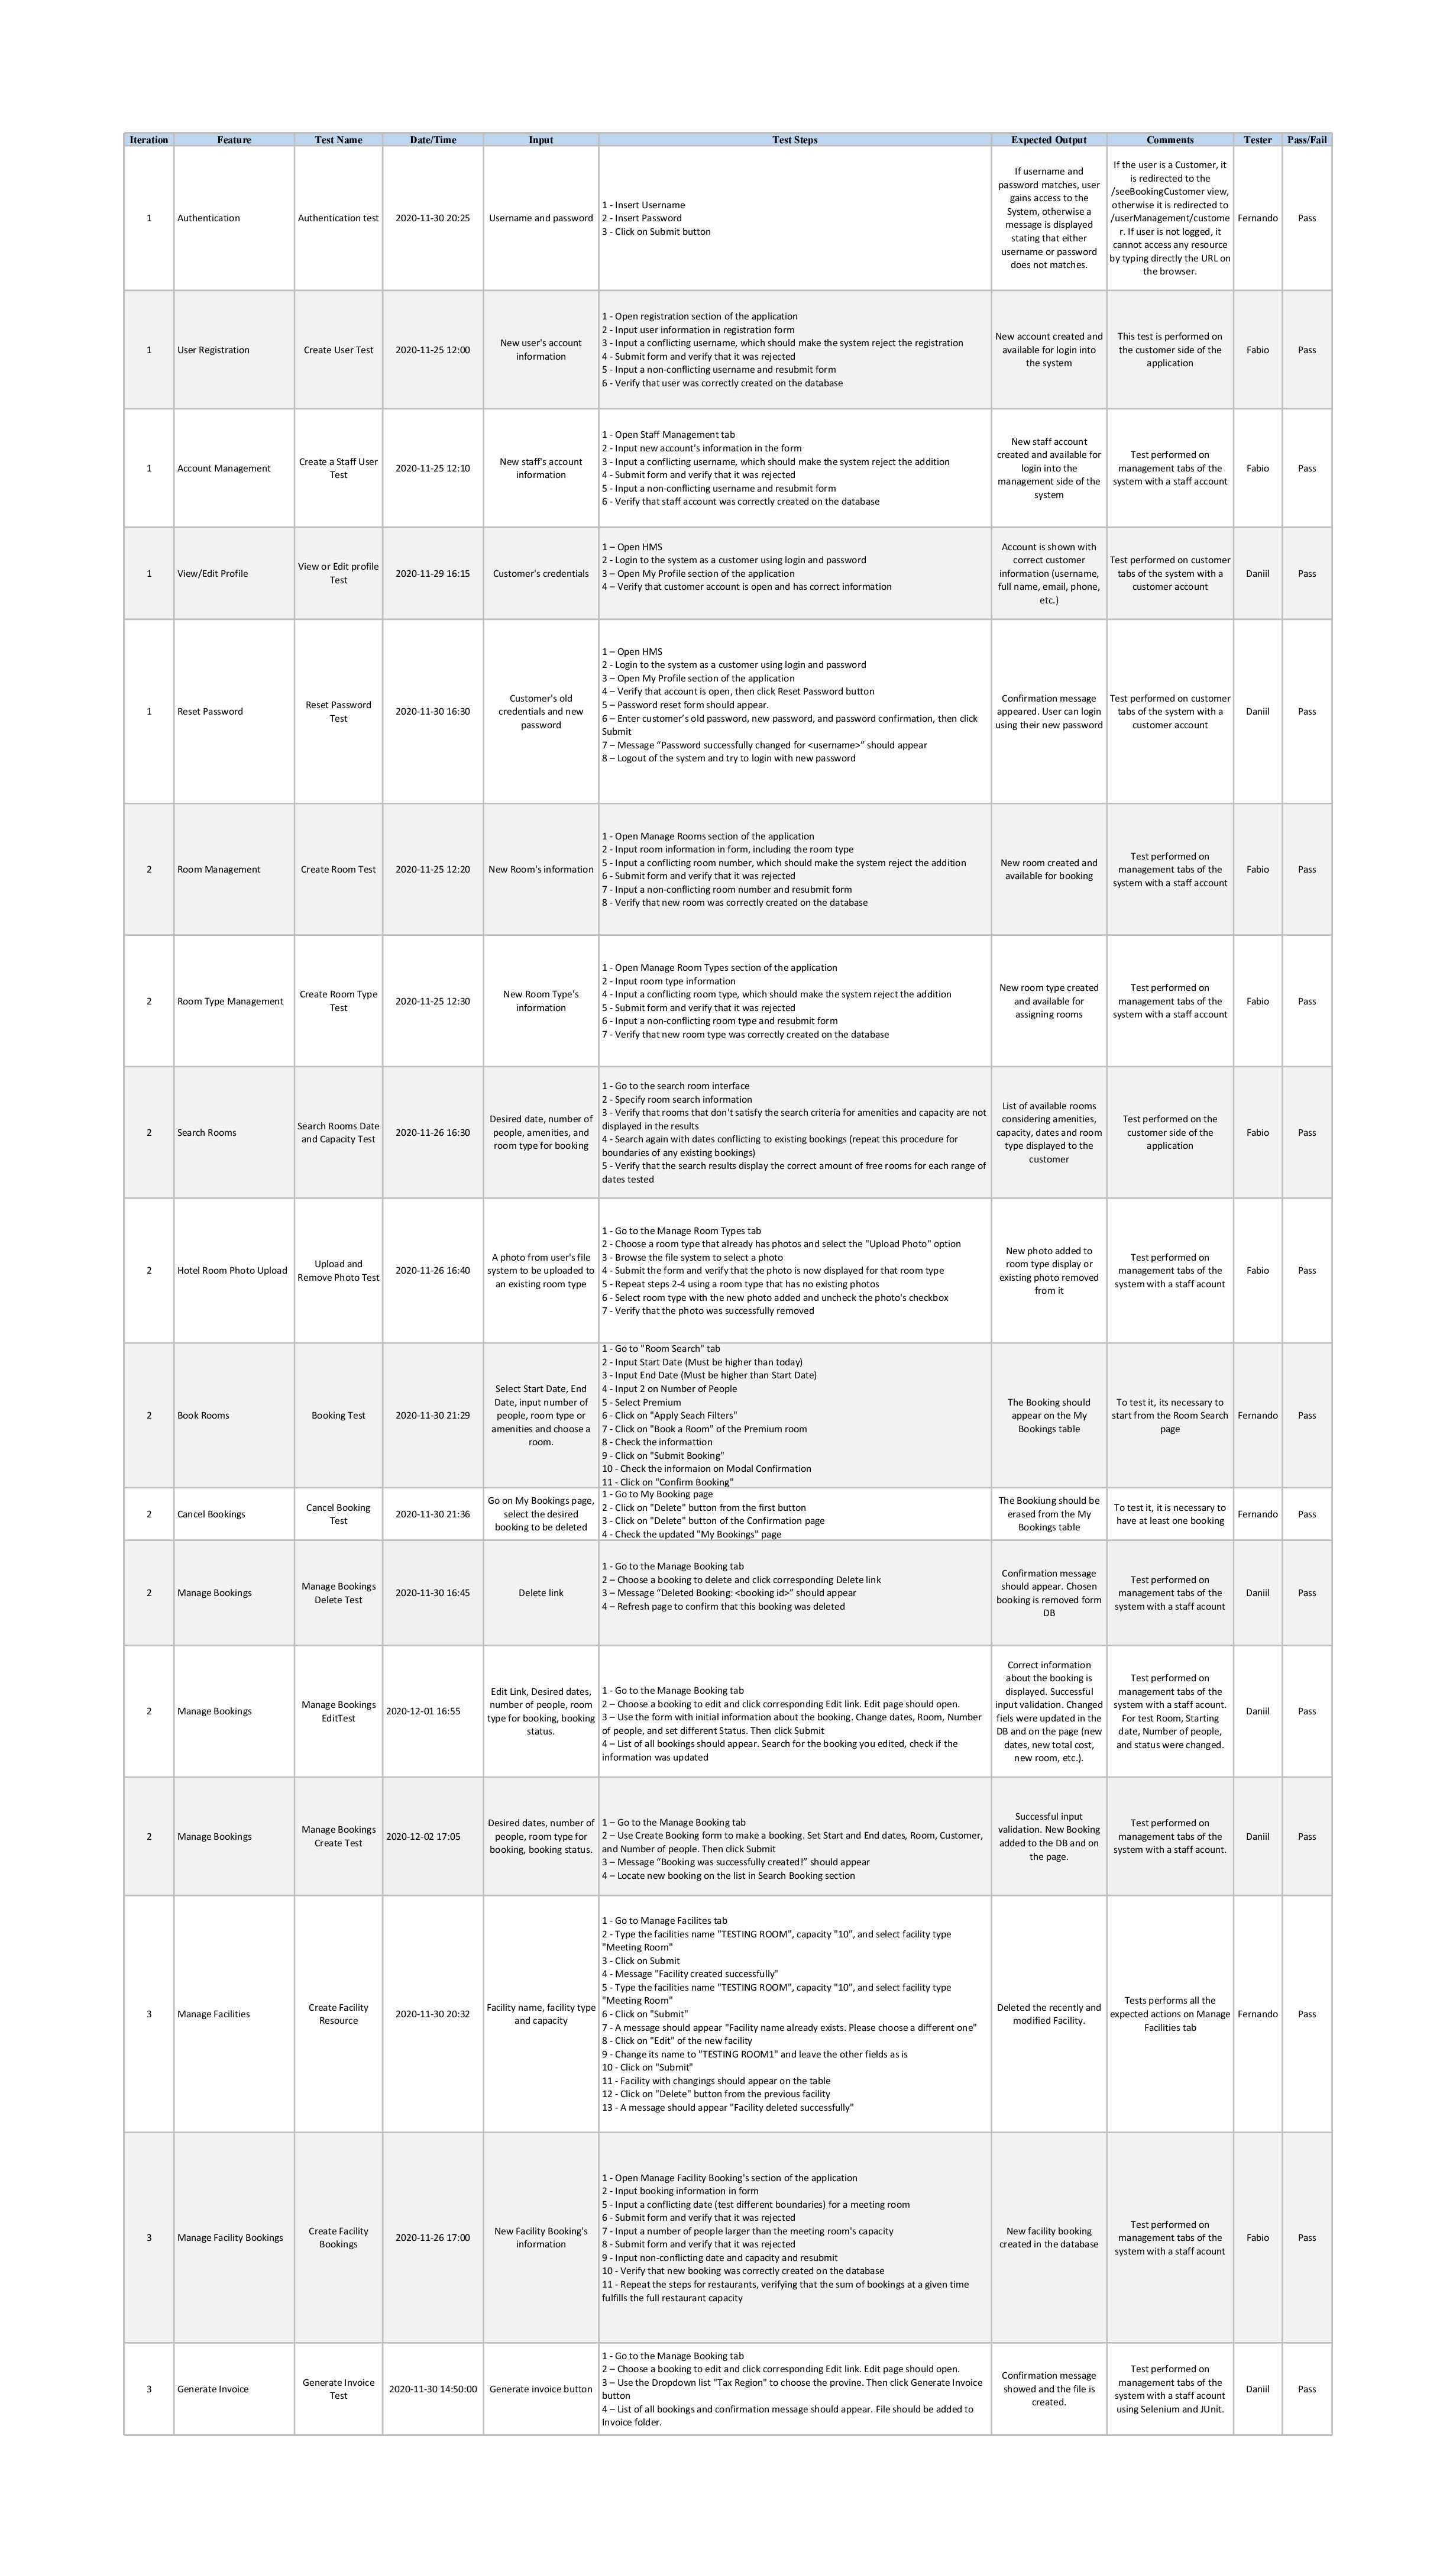 Iteration Feature Test Name Date/Time Input Test Steps Expected Output Comments Tester Pass/Fail
1
Authentication
Authentication test
2020-11-30 20:25
Username and password
1 - Insert Username
2 - Insert Password
3 - Click on Submit button
If username and
password matches, user
gains access to the
System, otherwise a
message is displayed
stating that either
username or password
does not matches.
If the user is a Customer, it
is redirected to the
/seeBookingCustomer view,
otherwise it is redirected to
/userManagement/custome
r. If user is not logged, it
cannot access any resource
by typing directly the URL on
the browser.
Fernando
Pass
1
User Registration
Create User Test
2020-11-25 12:00
New user's account
information
1 - Open registration section of the application
2 - Input user information in registration form
3 - Input a conflicting username, which should make the system reject the registration
4 - Submit form and verify that it was rejected
5 - Input a non-conflicting username and resubmit form
6 - Verify that user was correctly created on the database
New account created and
available for login into
the system
This test is performed on
the customer side of the
application
Fabio
Pass
1
Account Management
Create a Staff User
Test
2020-11-25 12:10
New staff's account
information
1 - Open Staff Management tab
2 - Input new account's information in the form
3 - Input a conflicting username, which should make the system reject the addition
4 - Submit form and verify that it was rejected
5 - Input a non-conflicting username and resubmit form
6 - Verify that staff account was correctly created on the database
New staff account
created and available for
login into the
management side of the
system
Test performed on
management tabs of the
system with a staff account
Fabio
Pass
1
View/Edit Profile
View or Edit profile
Test
2020-11-29 16:15
Customer's credentials
1 – Open HMS
2 - Login to the system as a customer using login and password
3 – Open My Profile section of the application
4 – Verify that customer account is open and has correct information
Account is shown with
correct customer
information (username,
full name, email, phone,
etc.)
Test performed on customer
tabs of the system with a
customer account
Daniil
Pass
1
Reset Password
Reset Password
Test
2020-11-30 16:30
Customer's old
credentials and new
password
1 – Open HMS
2 - Login to the system as a customer using login and password
3 – Open My Profile section of the application
4 – Verify that account is open, then click Reset Password button
5 – Password reset form should appear.
6 – Enter customer’s old password, new password, and password confirmation, then click
Submit
7 – Message “Password successfully changed for <username>” should appear
8 – Logout of the system and try to login with new password
Confirmation message
appeared. User can login
using their new password
Test performed on customer
tabs of the system with a
customer account
Daniil
Pass
2
Room Management
Create Room Test
2020-11-25 12:20
New Room's information
1 - Open Manage Rooms section of the application
2 - Input room information in form, including the room type
5 - Input a conflicting room number, which should make the system reject the addition
6 - Submit form and verify that it was rejected
7 - Input a non-conflicting room number and resubmit form
8 - Verify that new room was correctly created on the database
New room created and
available for booking
Test performed on
management tabs of the
system with a staff account
Fabio
Pass
2
Room Type Management
Create Room Type
Test
2020-11-25 12:30
New Room Type's
information
1 - Open Manage Room Types section of the application
2 - Input room type information
4 - Input a conflicting room type, which should make the system reject the addition
5 - Submit form and verify that it was rejected
6 - Input a non-conflicting room type and resubmit form
7 - Verify that new room type was correctly created on the database
New room type created
and available for
assigning rooms
Test performed on
management tabs of the
system with a staff account
Fabio
Pass
2
Search Rooms
Search Rooms Date
and Capacity Test
2020-11-26 16:30
Desired date, number of
people, amenities, and
room type for booking
1 - Go to the search room interface
2 - Specify room search information
3 - Verify that rooms that don't satisfy the search criteria for amenities and capacity are not
displayed in the results
4 - Search again with dates conflicting to existing bookings (repeat this procedure for
boundaries of any existing bookings)
5 - Verify that the search results display the correct amount of free rooms for each range of
dates tested
List of available rooms
considering amenities,
capacity, dates and room
type displayed to the
customer
Test performed on the
customer side of the
application
Fabio
Pass
2
Hotel Room Photo Upload
Upload and
Remove Photo Test
2020-11-26 16:40
A photo from user's file
system to be uploaded to
an existing room type
1 - Go to the Manage Room Types tab
2 - Choose a room type that already has photos and select the "Upload Photo" option
3 - Browse the file system to select a photo
4 - Submit the form and verify that the photo is now displayed for that room type
5 - Repeat steps 2-4 using a room type that has no existing photos
6 - Select room type with the new photo added and uncheck the photo's checkbox
7 - Verify that the photo was successfully removed
New photo added to
room type display or
existing photo removed
from it
Test performed on
management tabs of the
system with a staff acount
Fabio
Pass
2
Book Rooms
Booking Test
2020-11-30 21:29
Select Start Date, End
Date, input number of
people, room type or
amenities and choose a
room.
1 - Go to "Room Search" tab
2 - Input Start Date (Must be higher than today)
3 - Input End Date (Must be higher than Start Date)
4 - Input 2 on Number of People
5 - Select Premium
6 - Click on "Apply Seach Filters"
7 - Click on "Book a Room" of the Premium room
8 - Check the informattion
9 - Click on "Submit Booking"
10 - Check the informaion on Modal Confirmation
11 - Click on "Confirm Booking"
The Booking should
appear on the My
Bookings table
To test it, its necessary to
start from the Room Search
page
Fernando
Pass
2
Cancel Bookings
Cancel Booking
Test
2020-11-30 21:36
Go on My Bookings page,
select the desired
booking to be deleted
1 - Go to My Booking page
2 - Click on "Delete" button from the first button
3 - Click on "Delete" button of the Confirmation page
4 - Check the updated "My Bookings" page
The Bookiung should be
erased from the My
Bookings table
To test it, it is necessary to
have at least one booking
Fernando
Pass
2
Manage Bookings
Manage Bookings
Delete Test
2020-11-30 16:45
Delete link
1 - Go to the Manage Booking tab
2 – Choose a booking to delete and click corresponding Delete link
3 – Message “Deleted Booking: <booking id>” should appear
4 – Refresh page to confirm that this booking was deleted
Confirmation message
should appear. Chosen
booking is removed form
DB
Test performed on
management tabs of the
system with a staff acount
Daniil
Pass
2
Manage Bookings
Manage Bookings
EditTest
2020-12-01 16:55
Edit Link, Desired dates,
number of people, room
type for booking, booking
status.
1 - Go to the Manage Booking tab
2 – Choose a booking to edit and click corresponding Edit link. Edit page should open.
3 – Use the form with initial information about the booking. Change dates, Room, Number
of people, and set different Status. Then click Submit
4 – List of all bookings should appear. Search for the booking you edited, check if the
information was updated
Correct information
about the booking is
displayed. Successful
input validation. Changed
fiels were updated in the
DB and on the page (new
dates, new total cost,
new room, etc.).
Test performed on
management tabs of the
system with a staff acount.
For test Room, Starting
date, Number of people,
and status were changed.
Daniil
Pass
2
Manage Bookings
Manage Bookings
Create Test
2020-12-02 17:05
Desired dates, number of
people, room type for
booking, booking status.
1 – Go to the Manage Booking tab
2 – Use Create Booking form to make a booking. Set Start and End dates, Room, Customer,
and Number of people. Then click Submit
3 – Message “Booking was successfully created!” should appear
4 – Locate new booking on the list in Search Booking section
Successful input
validation. New Booking
added to the DB and on
the page.
Test performed on
management tabs of the
system with a staff acount.
Daniil
Pass
3
Manage Facilities
Create Facility
Resource
2020-11-30 20:32
Facility name, facility type
and capacity
1 - Go to Manage Facilites tab
2 - Type the facilities name "TESTING ROOM", capacity "10", and select facility type
"Meeting Room"
3 - Click on Submit
4 - Message "Facility created successfully"
5 - Type the facilities name "TESTING ROOM", capacity "10", and select facility type
"Meeting Room"
6 - Click on "Submit"
7 - A message should appear "Facility name already exists. Please choose a different one"
8 - Click on "Edit" of the new facility
9 - Change its name to "TESTING ROOM1" and leave the other fields as is
10 - Click on "Submit"
11 - Facility with changings should appear on the table
12 - Click on "Delete" button from the previous facility
13 - A message should appear "Facility deleted successfully"
Deleted the recently and
modified Facility.
Tests performs all the
expected actions on Manage
Facilities tab
Fernando
Pass
3
Manage Facility Bookings
Create Facility
Bookings
2020-11-26 17:00
New Facility Booking's
information
1 - Open Manage Facility Booking's section of the application
2 - Input booking information in form
5 - Input a conflicting date (test different boundaries) for a meeting room
6 - Submit form and verify that it was rejected
7 - Input a number of people larger than the meeting room's capacity
8 - Submit form and verify that it was rejected
9 - Input non-conflicting date and capacity and resubmit
10 - Verify that new booking was correctly created on the database
11 - Repeat the steps for restaurants, verifying that the sum of bookings at a given time
fulfills the full restaurant capacity
New facility booking
created in the database
Test performed on
management tabs of the
system with a staff acount
Fabio
Pass
3
Generate Invoice
Generate Invoice
Test
2020-11-30 14:50:00
Generate invoice button
1 - Go to the Manage Booking tab
2 – Choose a booking to edit and click corresponding Edit link. Edit page should open.
3 – Use the Dropdown list "Tax Region" to choose the provine. Then click Generate Invoice
button
4 – List of all bookings and confirmation message should appear. File should be added to
Invoice folder.
Confirmation message
showed and the file is
created.
Test performed on
management tabs of the
system with a staff acount
using Selenium and JUnit.
Daniil
Pass